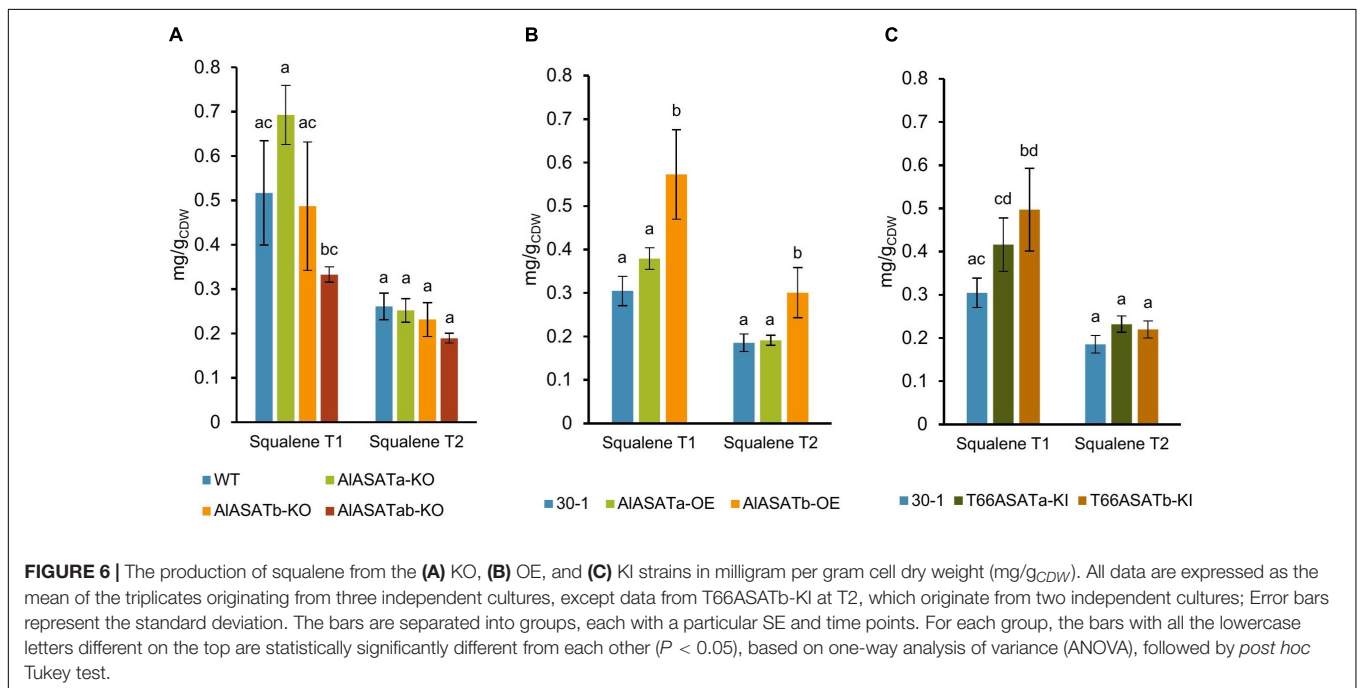 A
0.8
0.7
0.6
0.5
0.4
0.3
0.2
0.1
0
mg/gCDW
ac
a
ac
bc
a
a
a
a
Squalene T1
Squalene T2
WT
AlASATa-KO
AlASATb-KO
AlASATab-KO
B
0.8
0.7
0.6
0.5
0.4
0.3
0.2
0.1
0
mg/gCDW
a
a
b
a
a
b
Squalene T1
Squalene T2
30-1
AlASATa-OE
AlASATb-OE
C
0.8
0.7
0.6
0.5
0.4
0.3
0.2
0.1
0
mg/gCDW
ac
cd
bd
a
a
a
Squalene T1
Squalene T2
30-1
T66ASATa-KI
T66ASATb-KI
FIGURE 6 | The production of squalene from the (A) KO, (B) OE, and (C) KI strains in milligram per gram cell dry weight (mg/gCDW). All data are expressed as the
mean of the triplicates originating from three independent cultures, except data from T66ASATb-KI at T2, which originate from two independent cultures; Error bars
represent the standard deviation. The bars are separated into groups, each with a particular SE and time points. For each group, the bars with all the lowercase
letters different on the top are statistically significantly different from each other (P < 0.05), based on one-way analysis of variance (ANOVA), followed by post hoc
Tukey test.